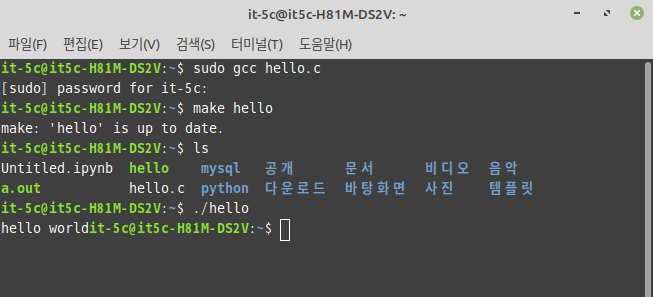 it-5c@it5c-H81M-DS2V: ~
파일(F) 편집(E) 보기(V) 검색(S) 터미널(T) 도움말(H)
it-5c@it5c-H81M-DS2V:~$ sudo gcc hello.c
[sudo] password for it-5c:
it-5c@it5c-H81M-DS2V:~$ make hello
make: 'hello' is up to date.
it-5c@it5c-H81M-DS2V:~$ ls
Untitled.ipynb hello mysql 공개 문서 비디오 음악
a.out hello.c python 다운로드 바탕화면 사진 템플릿
it-5c@it5c-H81M-DS2V:~$ ./hello
hello worldit-5c@it5c-H81M-DS2V:~$